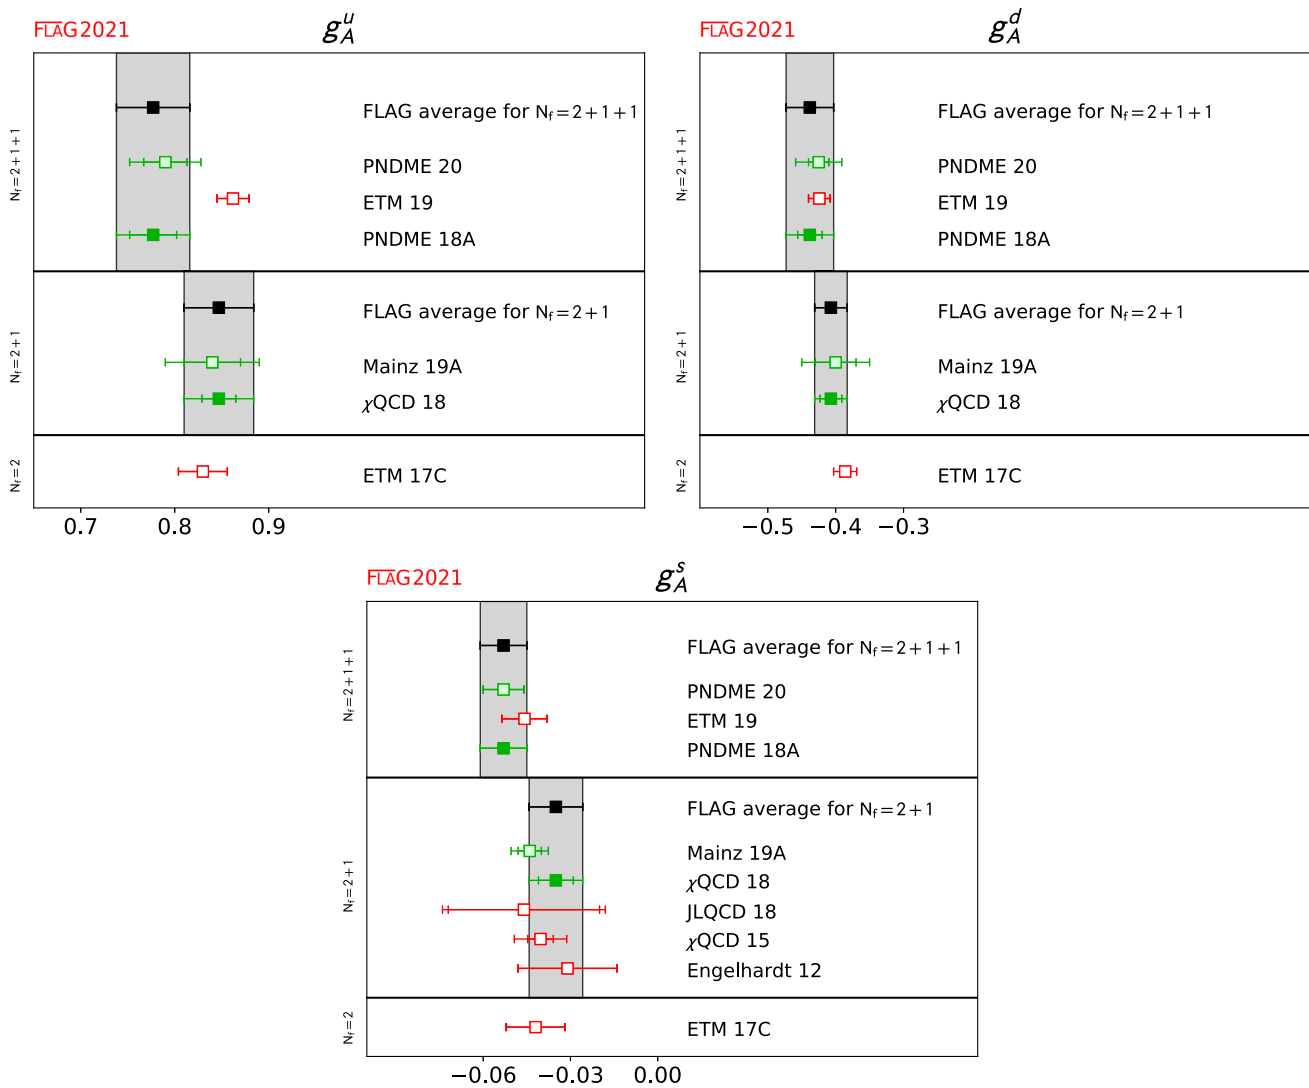 FLAG2021
g_A^u
N_f=2+1+1
FLAG average for N_f=2+1+1
PNDME 20
ETM 19
PNDME 18A
N_f=2+1
FLAG average for N_f=2+1
Mainz 19A
χQCD 18
N_f=2
ETM 17C
0.7 0.8 0.9
FLAG2021
g_A^d
N_f=2+1+1
FLAG average for N_f=2+1+1
PNDME 20
ETM 19
PNDME 18A
N_f=2+1
FLAG average for N_f=2+1
Mainz 19A
χQCD 18
N_f=2
ETM 17C
−0.5 −0.4 −0.3
FLAG2021
g_A^s
N_f=2+1+1
FLAG average for N_f=2+1+1
PNDME 20
ETM 19
PNDME 18A
N_f=2+1
FLAG average for N_f=2+1
Mainz 19A
χQCD 18
JLQCD 18
χQCD 15
Engelhardt 12
N_f=2
ETM 17C
−0.06 −0.03 0.00